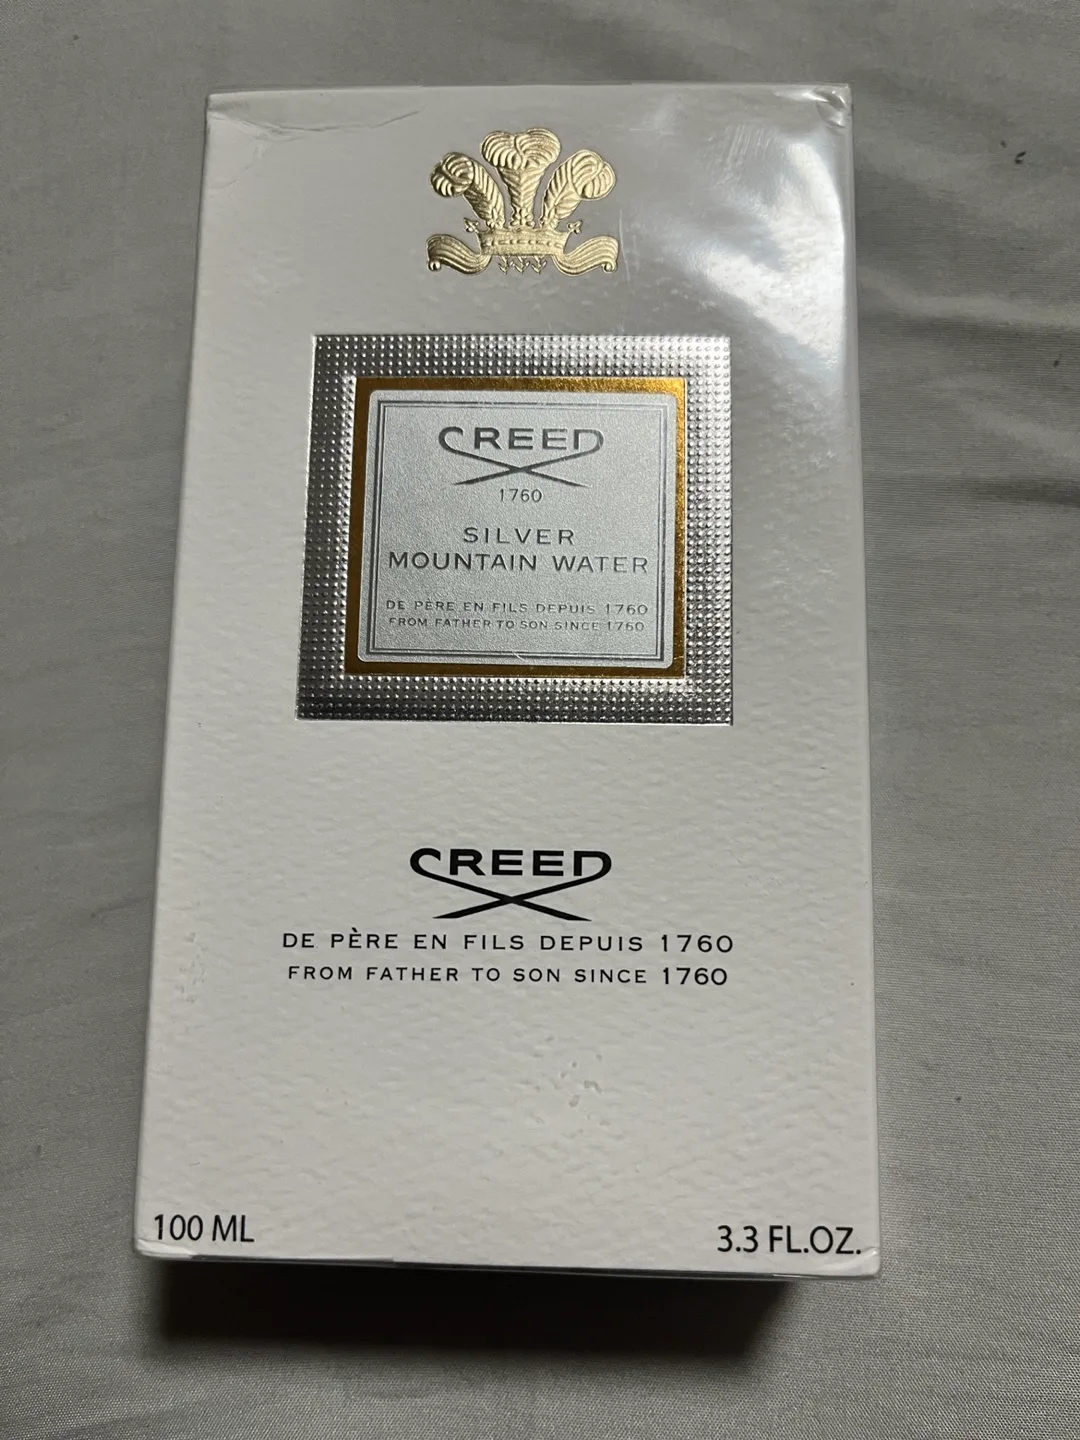 CREED
1760
SILVER
MOUNTAIN WATER
DE PÈRE EN FILS DEPUIS 1760
FROM FATHER TO SON SINCE 1760
CREED
DE PÈRE EN FILS DEPUIS 1760
FROM FATHER TO SON SINCE 1760
100 ML
3.3 FL.OZ.